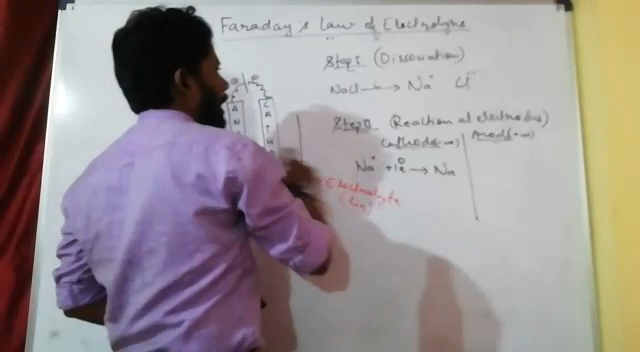 Faraday's Law of Electrolysis
Step I (Dissociation)
NaCl → Na⁺ Cl⁻
Step II (Reaction at electrodes)
Cathode(-ve) Anode(+ve)
Na⁺ + 1e⊖ → Na
Electrolyte